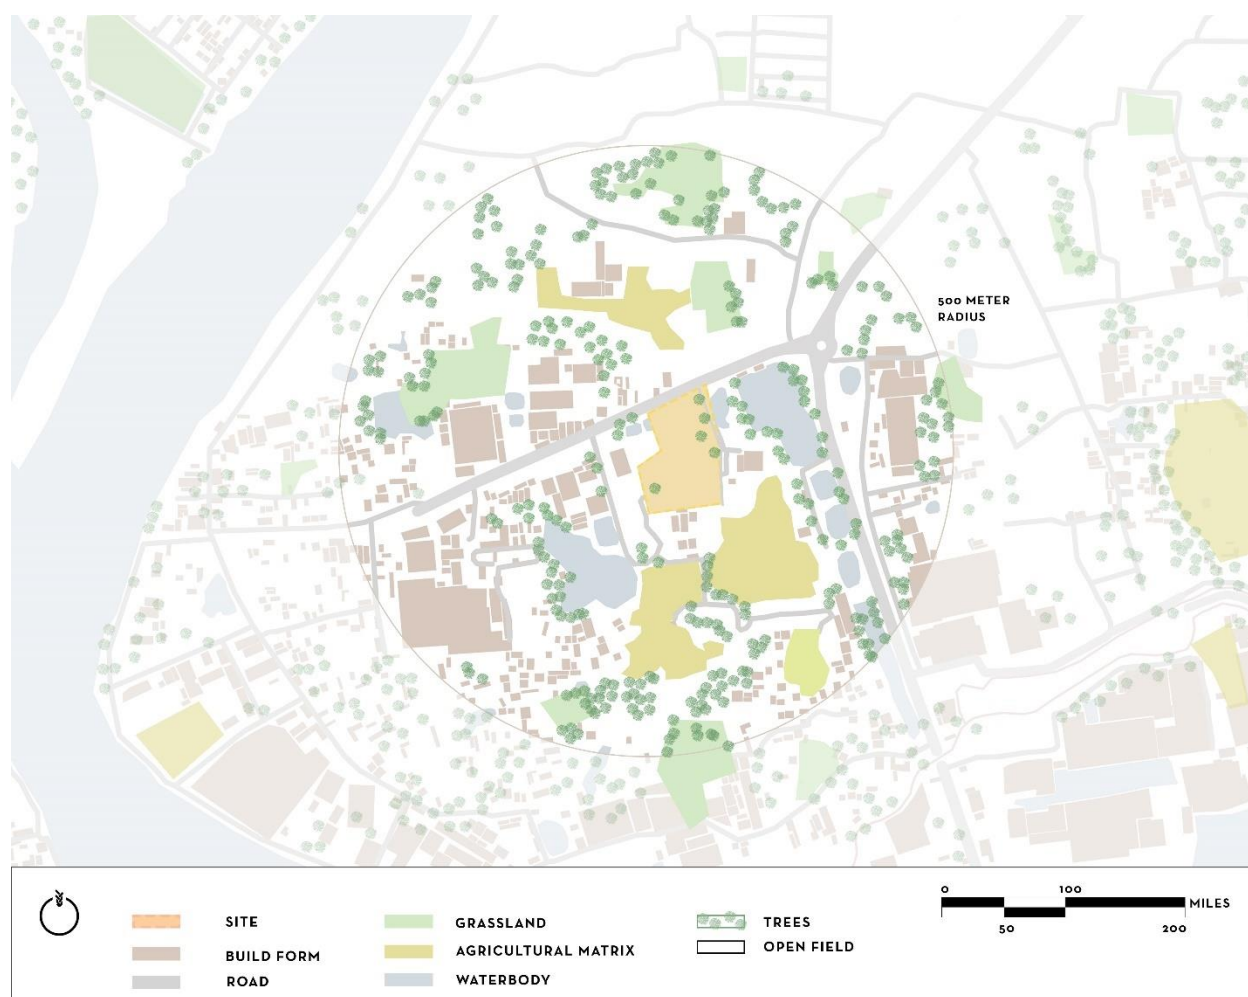 500 METER
RADIUS
SITE
BUILD FORM
ROAD
GRASSLAND
AGRICULTURAL MATRIX
WATERBODY
TREES
OPEN FIELD
0 100
MILES
50 200